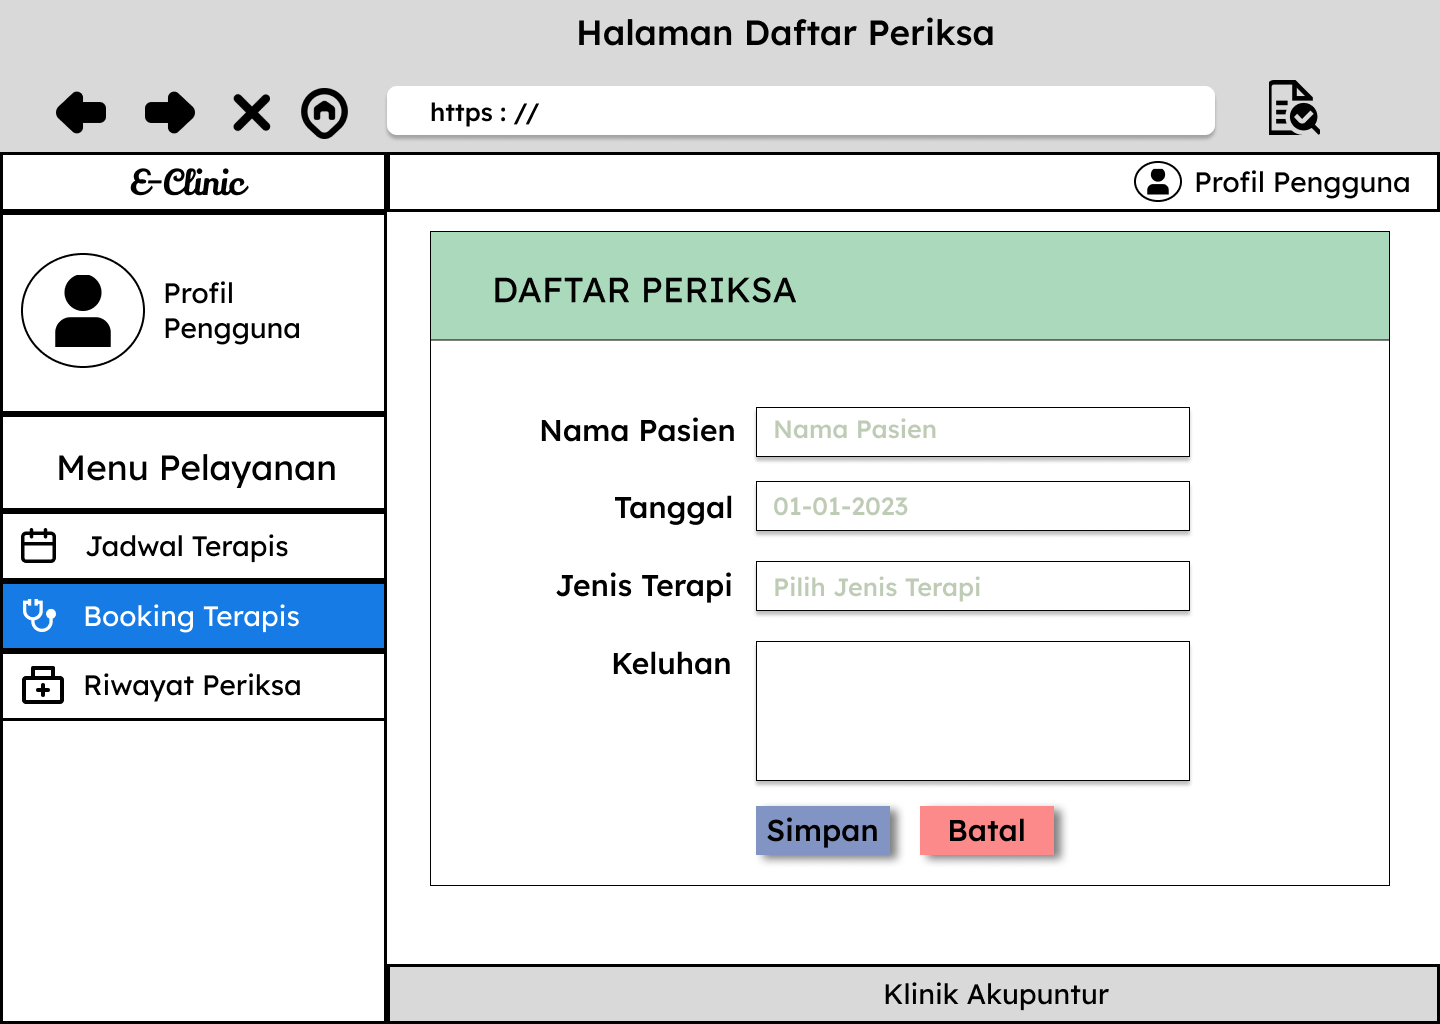 Halaman Daftar Periksa
https : //
E-Clinic
Profil Pengguna
Profil
Pengguna
Menu Pelayanan
Jadwal Terapis
Booking Terapis
Riwayat Periksa
DAFTAR PERIKSA
Nama Pasien
Nama Pasien
Tanggal
01-01-2023
Jenis Terapi
Pilih Jenis Terapi
Keluhan
Simpan
Batal
Klinik Akupuntur